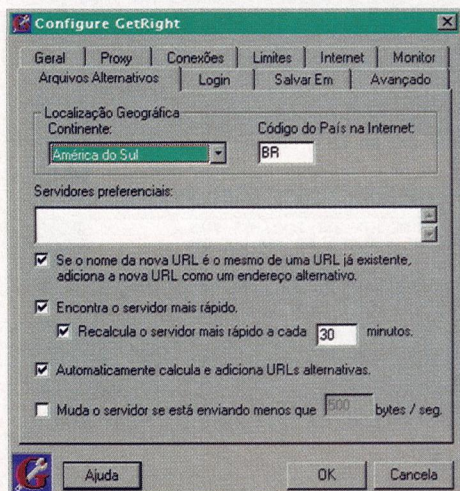 Configure GetRight
Geral Proxy Conexões Limites Internet Monitor
Arquivos Alternativos Login Salvar Em Avançado
Localização Geográfica
Continente: Código do País na Internet:
América do Sul BR
Servidores preferenciais:
Se o nome da nova URL é o mesmo de uma URL já existente,
adiciona a nova URL como um endereço alternativo.
Encontra o servidor mais rápido.
Recalcula o servidor mais rápido a cada 30 minutos.
Automaticamente calcula e adiciona URLs alternativas.
Muda o servidor se está enviando menos que 500 bytes / seg.
Ajuda OK Cancela